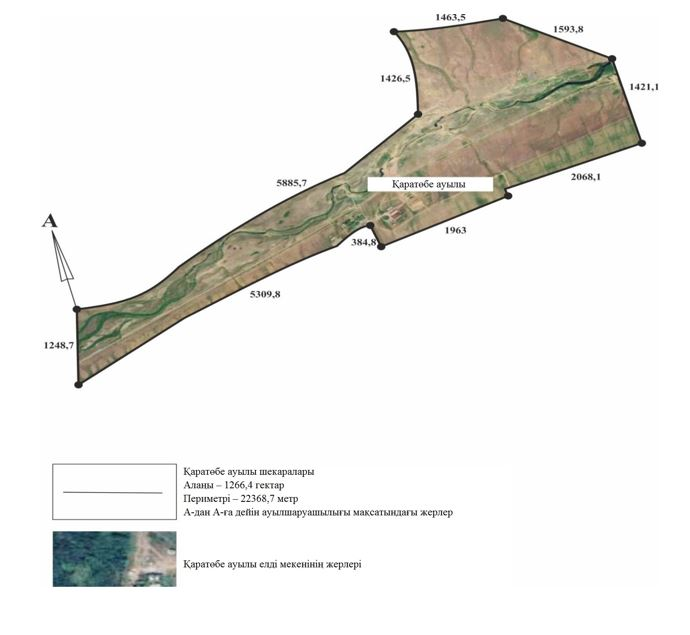 1463,5
1593,8
1426,5
1421,1
5885,7
Қаратөбе ауылы
2068,1
А
384,8
1963
5309,8
1248,7
Қаратөбе ауылы шекаралары
Алаңы – 1266,4 гектар
Периметрі – 22368,7 метр
А-дан А-ға дейін ауылшаруашылығы мақсатындағы жерлер
Қаратөбе ауылы елді мекенінің жерлері